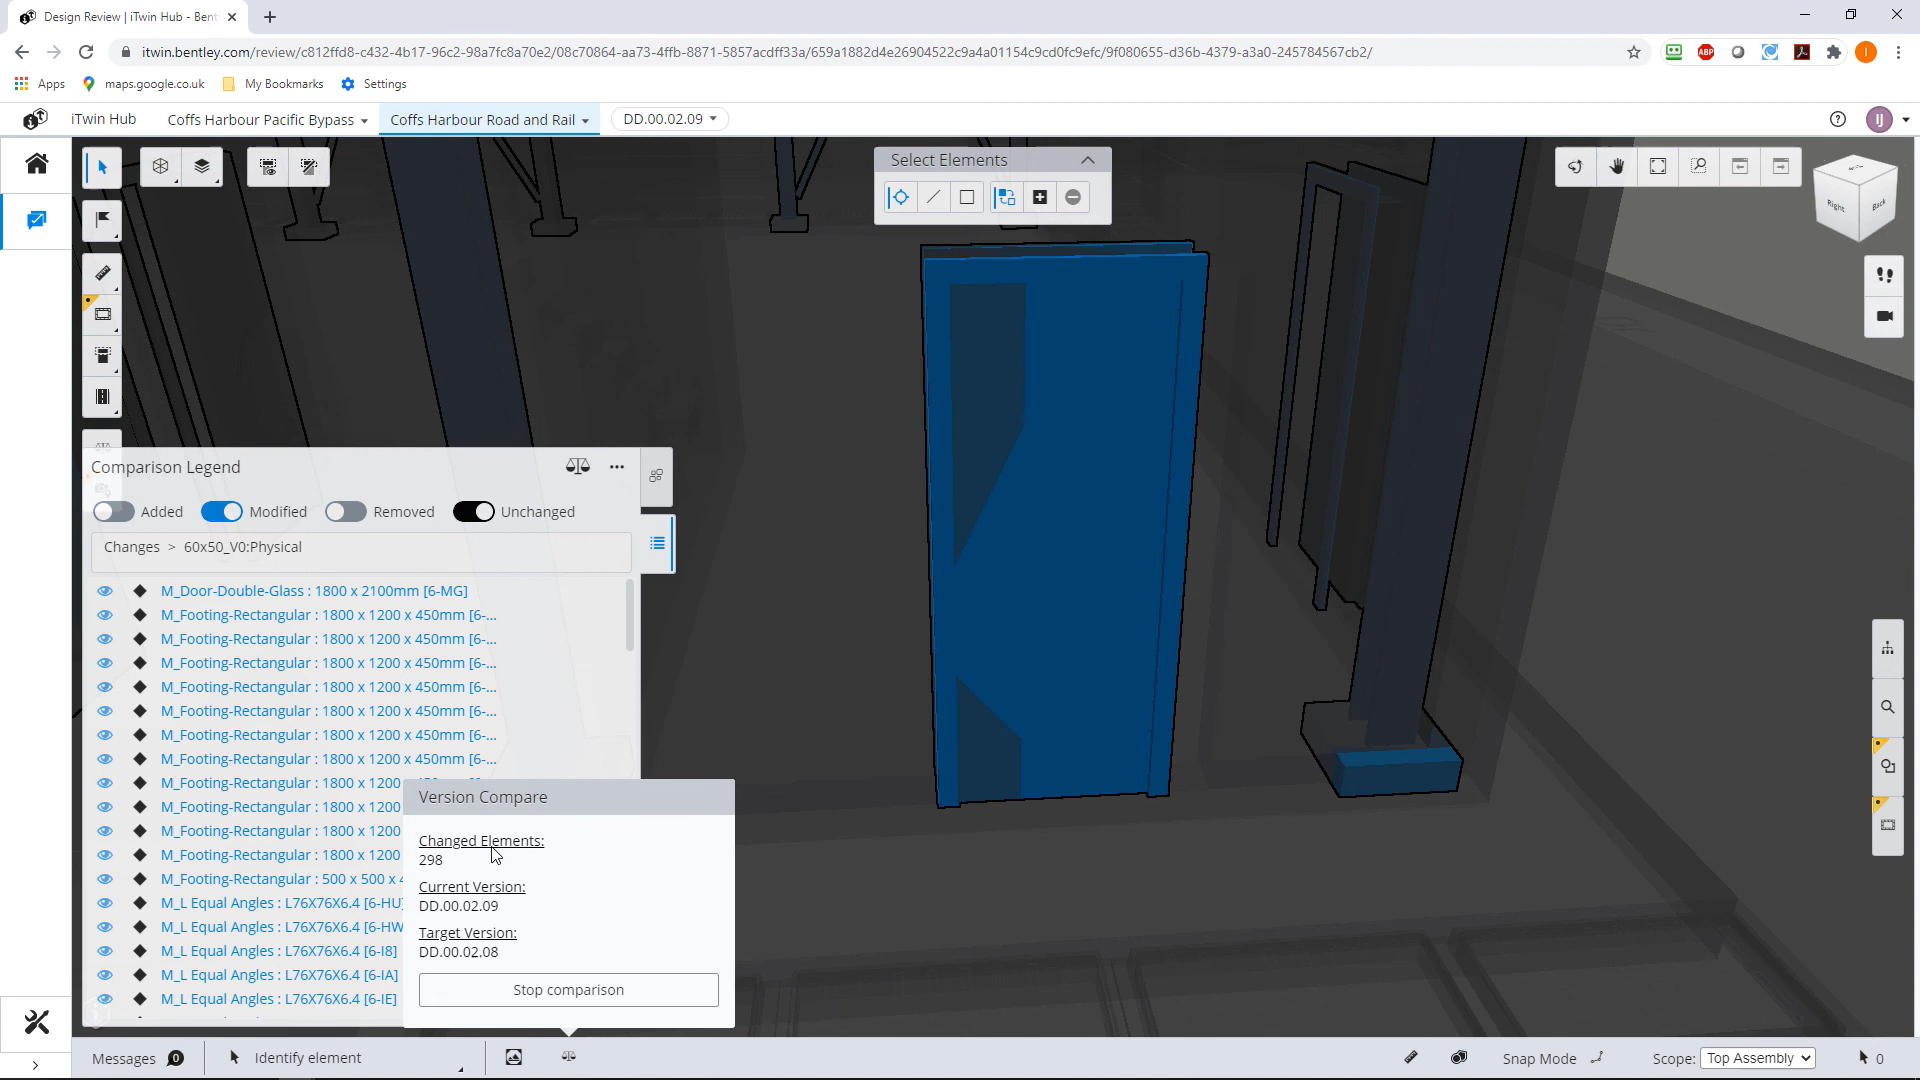 Design Review | iTwin Hub - Bent
itwin.bentley.com/review/c812ffd8-c432-4b17-96c2-98a7fc8a70e2/08c70864-aa73-4ffb-8871-5857acdff33a/659a1882d4e26904522c9a4a01154c9cd0fc9efc/9f080655-d36b-4379-a3a0-245784567cb2/
ABP
I
Apps
maps.google.co.uk
My Bookmarks
Settings
iTwin Hub
Coffs Harbour Pacific Bypass
Coffs Harbour Road and Rail
DD.00.02.09
IJ
Select Elements
Right
Back
Comparison Legend
Added
Modified
Removed
Unchanged
Changes > 60x50_V0:Physical
M_Door-Double-Glass : 1800 x 2100mm [6-MG]
M_Footing-Rectangular : 1800 x 1200 x 450mm [6-...
M_Footing-Rectangular : 1800 x 1200 x 450mm [6-...
M_Footing-Rectangular : 1800 x 1200 x 450mm [6-...
M_Footing-Rectangular : 1800 x 1200 x 450mm [6-...
M_Footing-Rectangular : 1800 x 1200 x 450mm [6-...
M_Footing-Rectangular : 1800 x 1200 x 450mm [6-...
M_Footing-Rectangular : 1800 x 1200 x 450mm [6-...
M_Footing-Rectangular : 1800 x 1200
M_Footing-Rectangular : 1800 x 1200
M_Footing-Rectangular : 1800 x 1200
M_Footing-Rectangular : 1800 x 1200
M_Footing-Rectangular : 500 x 500 x 4
M_L Equal Angles : L76X76X6.4 [6-HU]
M_L Equal Angles : L76X76X6.4 [6-HW
M_L Equal Angles : L76X76X6.4 [6-I8]
M_L Equal Angles : L76X76X6.4 [6-IA]
M_L Equal Angles : L76X76X6.4 [6-IE]
Version Compare
Changed Elements:
298
Current Version:
DD.00.02.09
Target Version:
DD.00.02.08
Stop comparison
Messages 0
Identify element
Snap Mode
Scope: Top Assembly
0